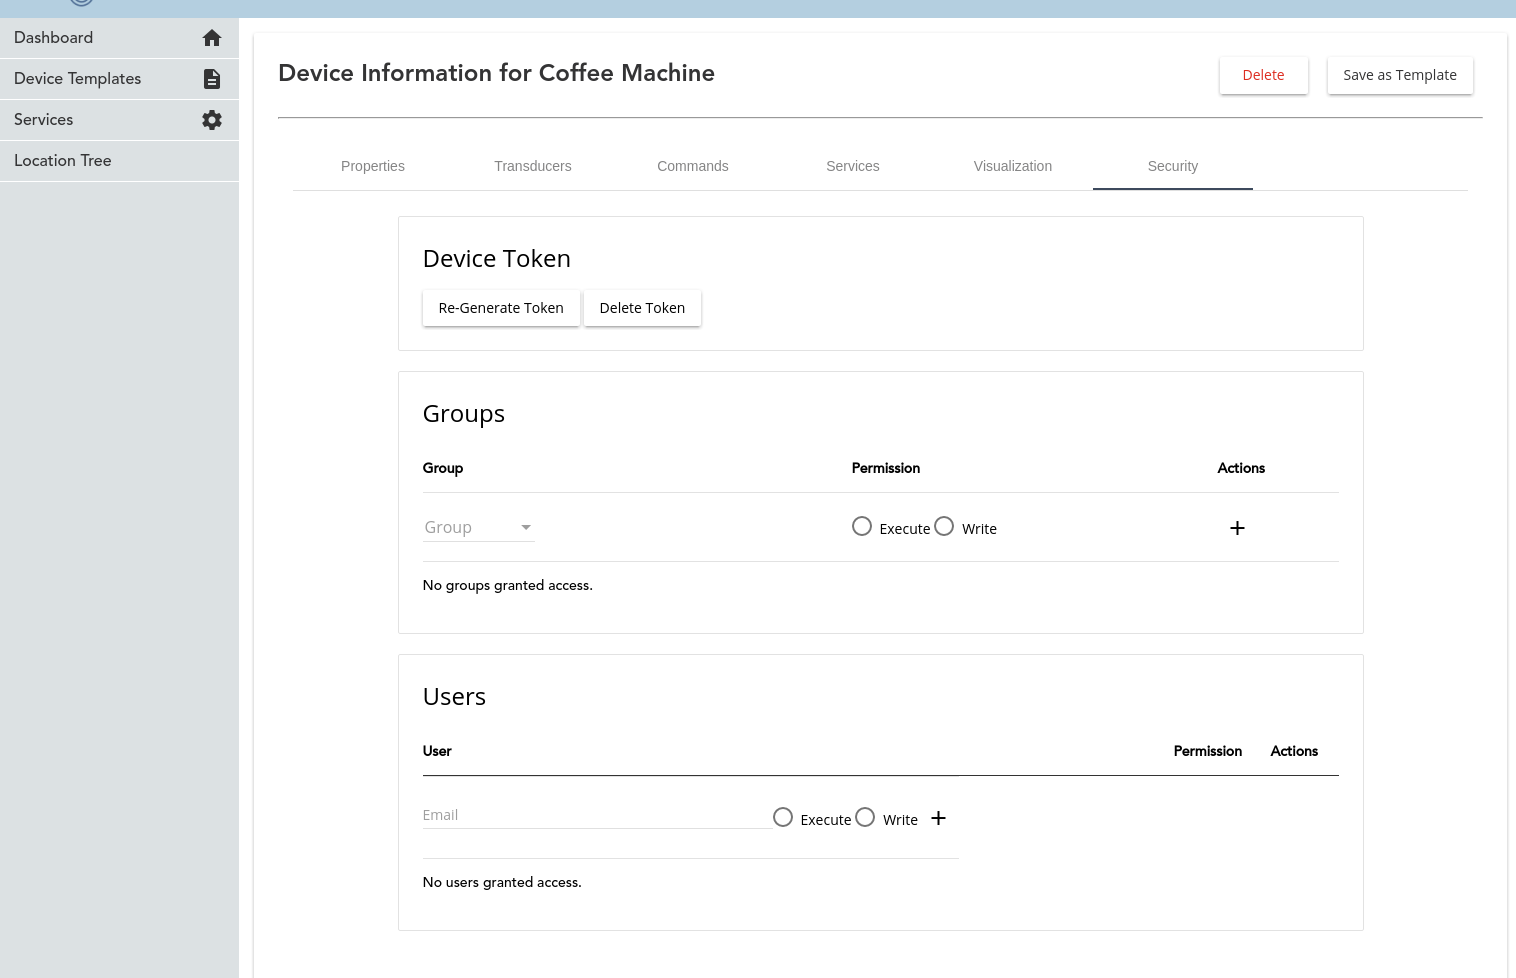 Dashboard
Device Templates
Services
Location Tree
Device Information for Coffee Machine
Delete
Save as Template
Properties
Transducers
Commands
Services
Visualization
Security
Device Token
Re-Generate Token
Delete Token
Groups
Group Permission Actions
Group Execute Write
No groups granted access.
Users
User Permission Actions
Email Execute Write
No users granted access.